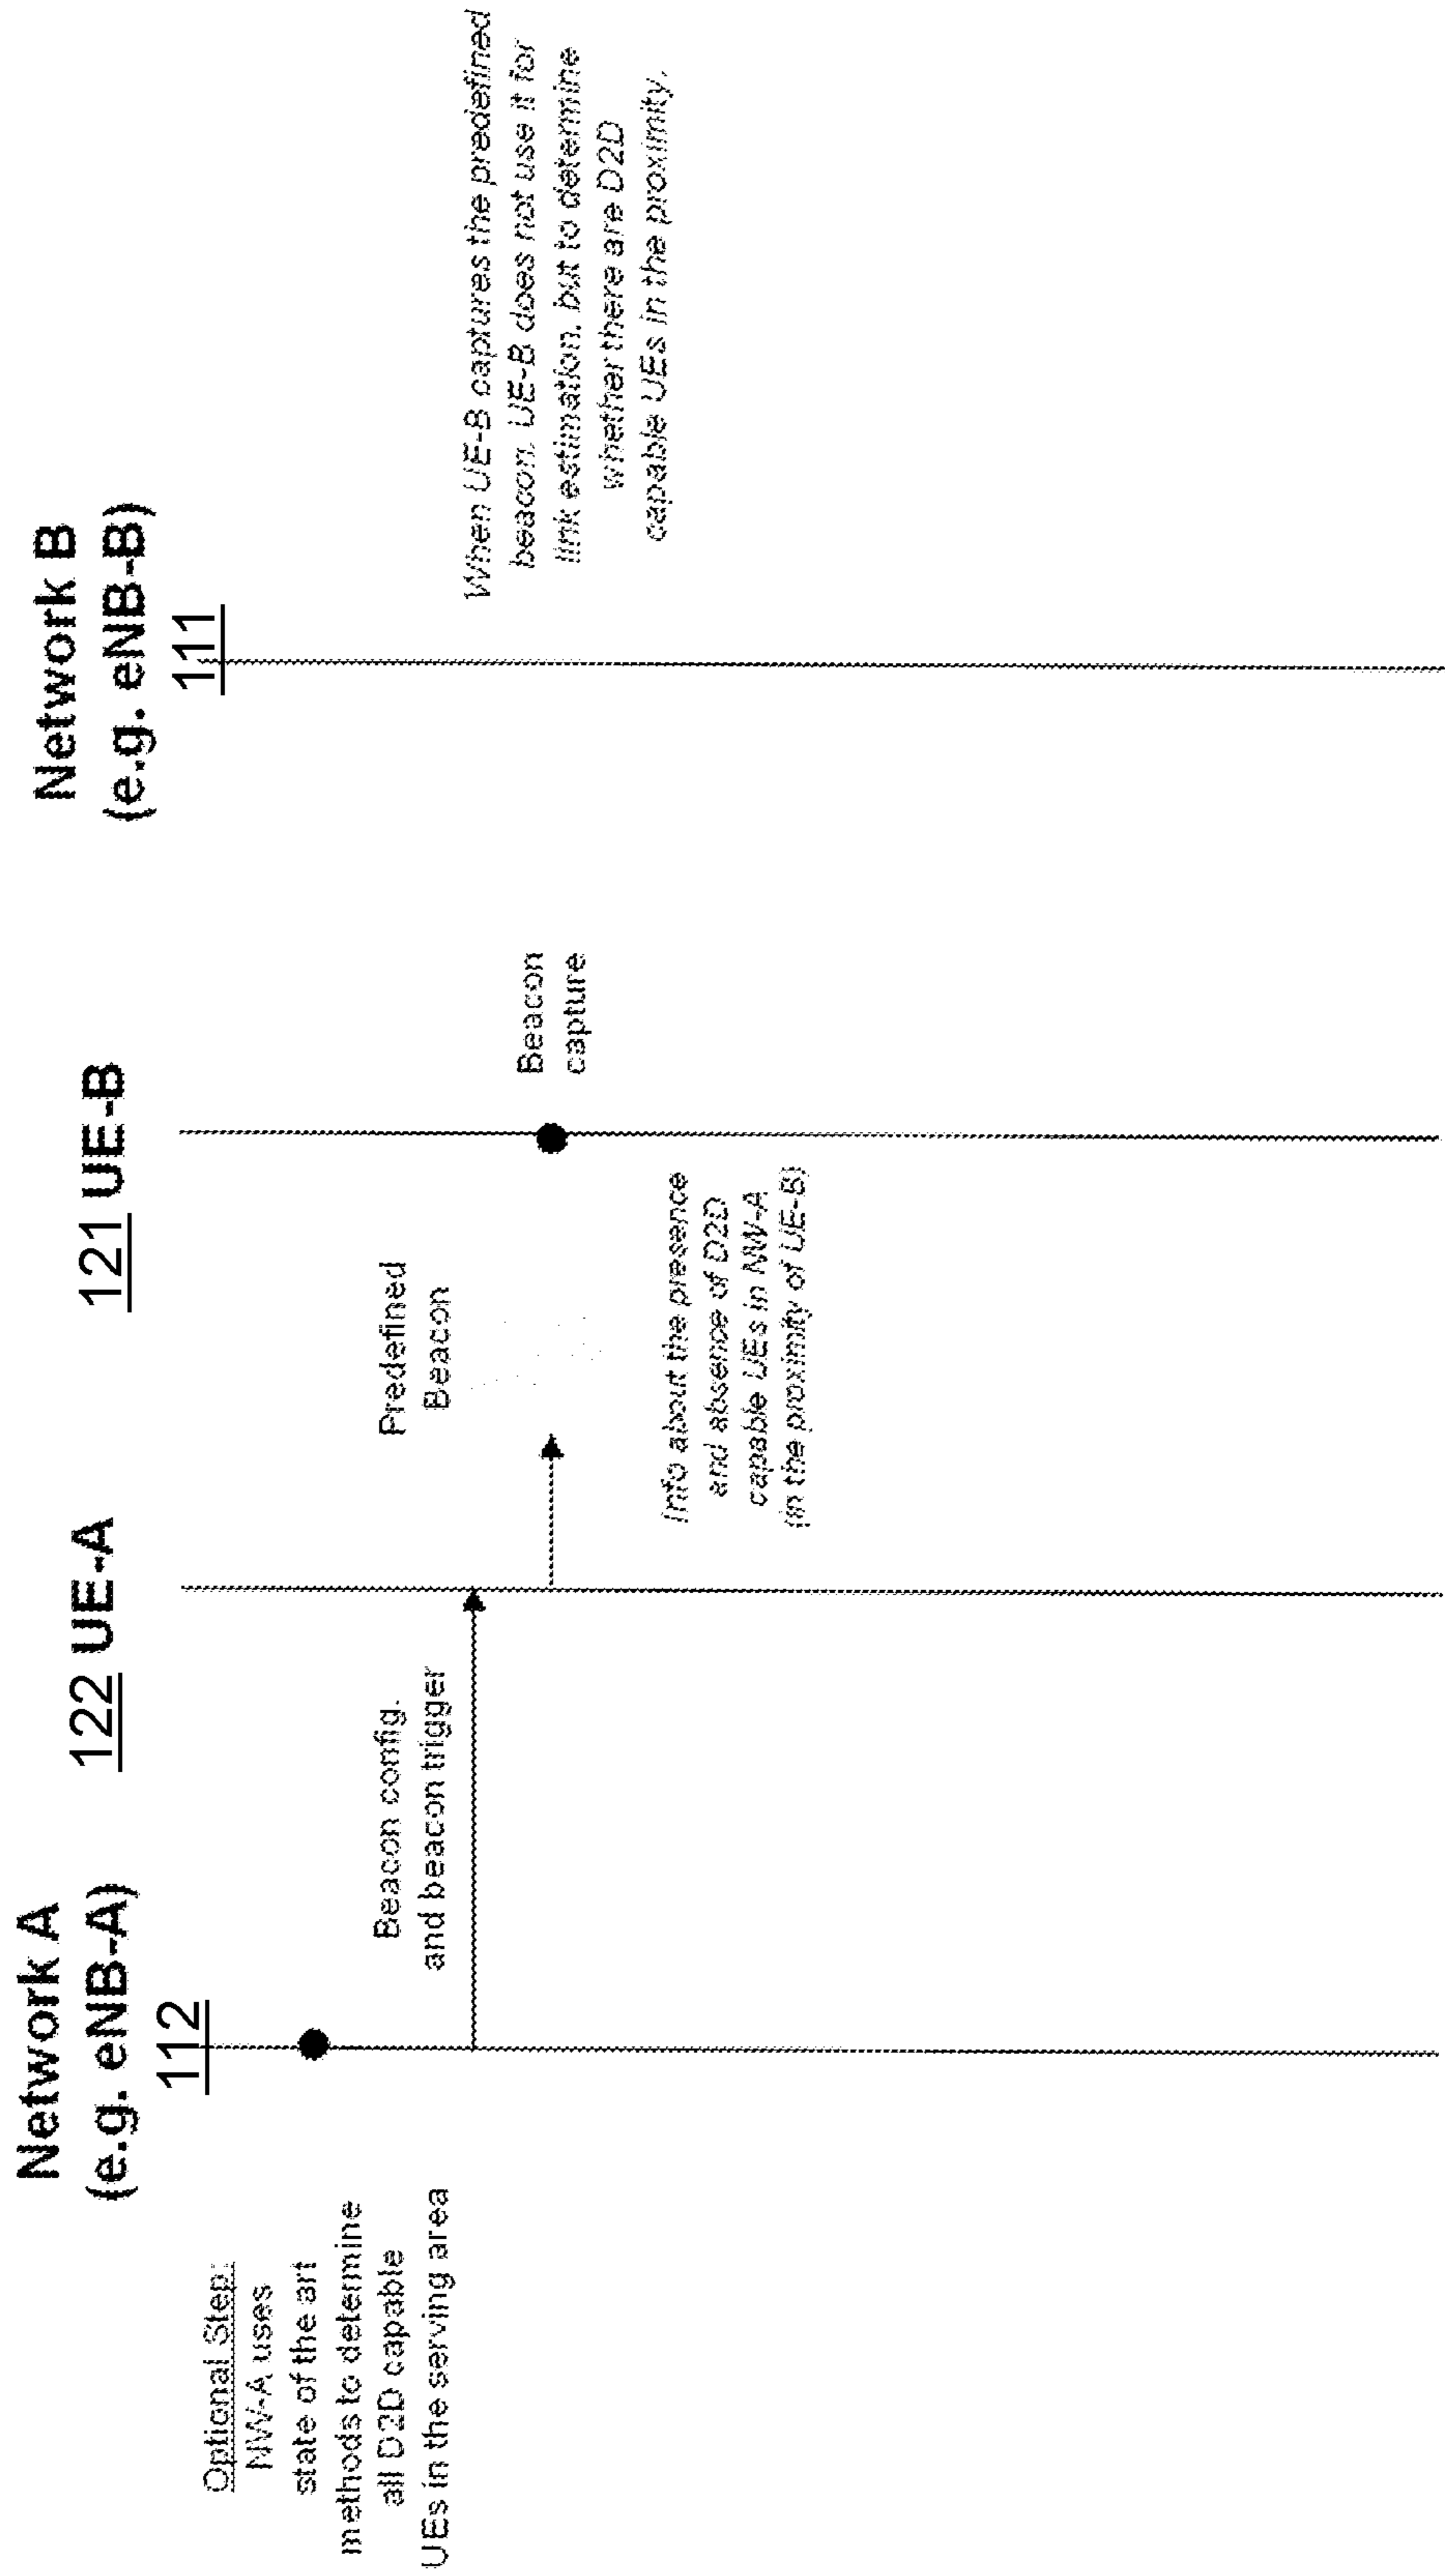 Network A
(e.g. eNB-A)
112
122 UE-A
121 UE-B
Network B
(e.g. eNB-B)
111
Optional Step:
NW-A uses
state of the art
methods to determine
all D2D capable
UEs in the serving area
Beacon config.
and beacon trigger
Predefined
Beacon
Info about the presence
and absence of D2D
capable UEs in NW-A
(in the proximity of UE-B)
Beacon
capture
When UE-B captures the predefined
beacon, UE-B does not use it for
link estimation, but to determine
whether there are D2D
capable UEs in the proximity.